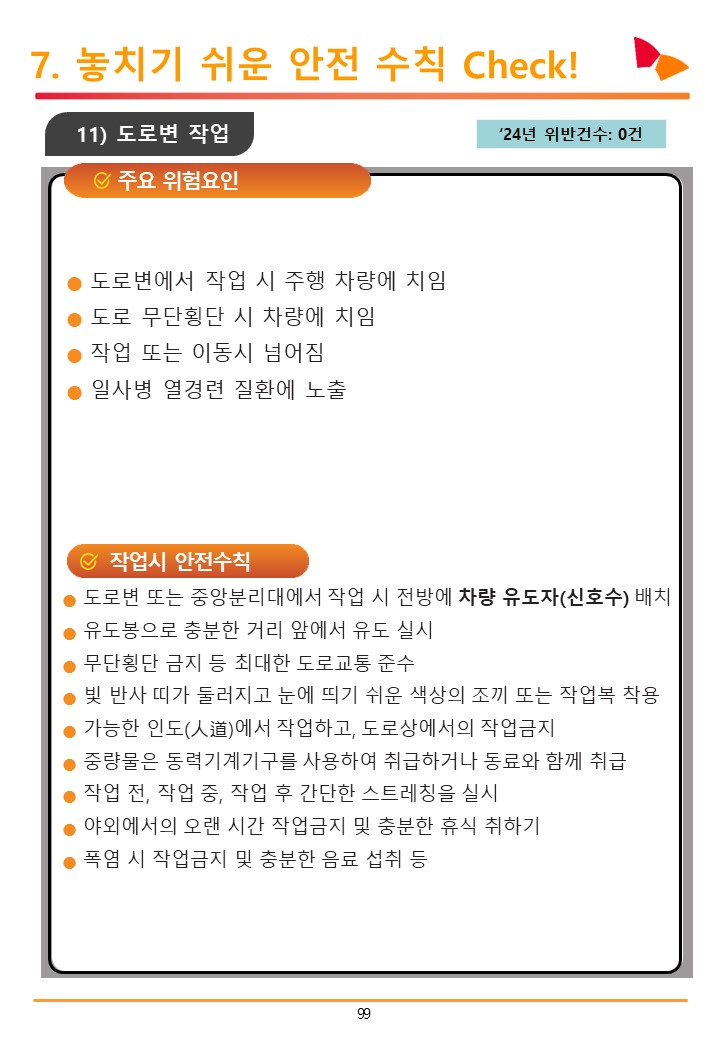 7. 놓치기 쉬운 안전 수칙 Check!
11) 도로변 작업
‘24년 위반건수: 0건
주요 위험요인
도로변에서 작업 시 주행 차량에 치임
도로 무단횡단 시 차량에 치임
작업 또는 이동시 넘어짐
일사병 열경련 질환에 노출
작업시 안전수칙
도로변 또는 중앙분리대에서 작업 시 전방에 차량 유도자(신호수) 배치
유도봉으로 충분한 거리 앞에서 유도 실시
무단횡단 금지 등 최대한 도로교통 준수
빛 반사 띠가 둘러지고 눈에 띄기 쉬운 색상의 조끼 또는 작업복 착용
가능한 인도(人道)에서 작업하고, 도로상에서의 작업금지
중량물은 동력기계기구를 사용하여 취급하거나 동료와 함께 취급
작업 전, 작업 중, 작업 후 간단한 스트레칭을 실시
야외에서의 오랜 시간 작업금지 및 충분한 휴식 취하기
폭염 시 작업금지 및 충분한 음료 섭취 등
99